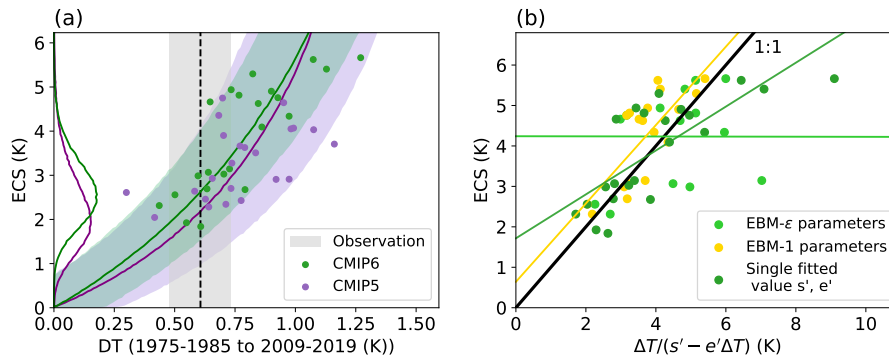 (a)
ECS (K)
6
5
4
3
2
1
0
0.00 0.25 0.50 0.75 1.00 1.25 1.50
DT (1975-1985 to 2009-2019 (K))
Observation
CMIP6
CMIP5
(b)
1:1
ECS (K)
6
5
4
3
2
1
0
0 2 4 6 8 10
ΔT/(s′ − e′ΔT) (K)
EBM-ε parameters
EBM-1 parameters
Single fitted
value s', e'